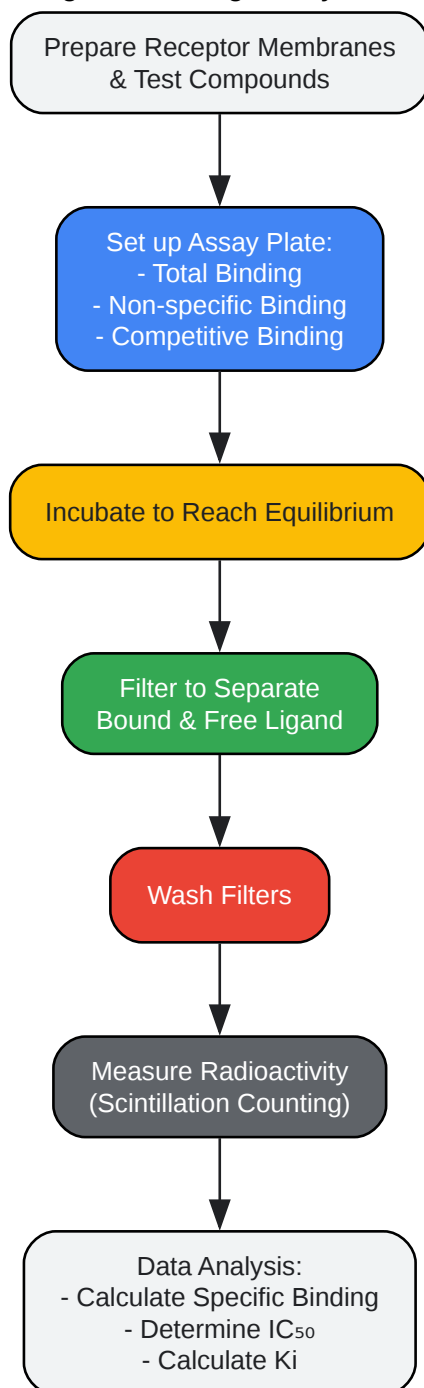 Prepare Receptor Membranes
& Test Compounds
Set up Assay Plate:
- Total Binding
- Non-specific Binding
- Competitive Binding
Incubate to Reach Equilibrium
Filter to Separate
Bound & Free Ligand
Wash Filters
Measure Radioactivity
(Scintillation Counting)
Data Analysis:
- Calculate Specific Binding
- Determine IC₅₀
- Calculate Ki